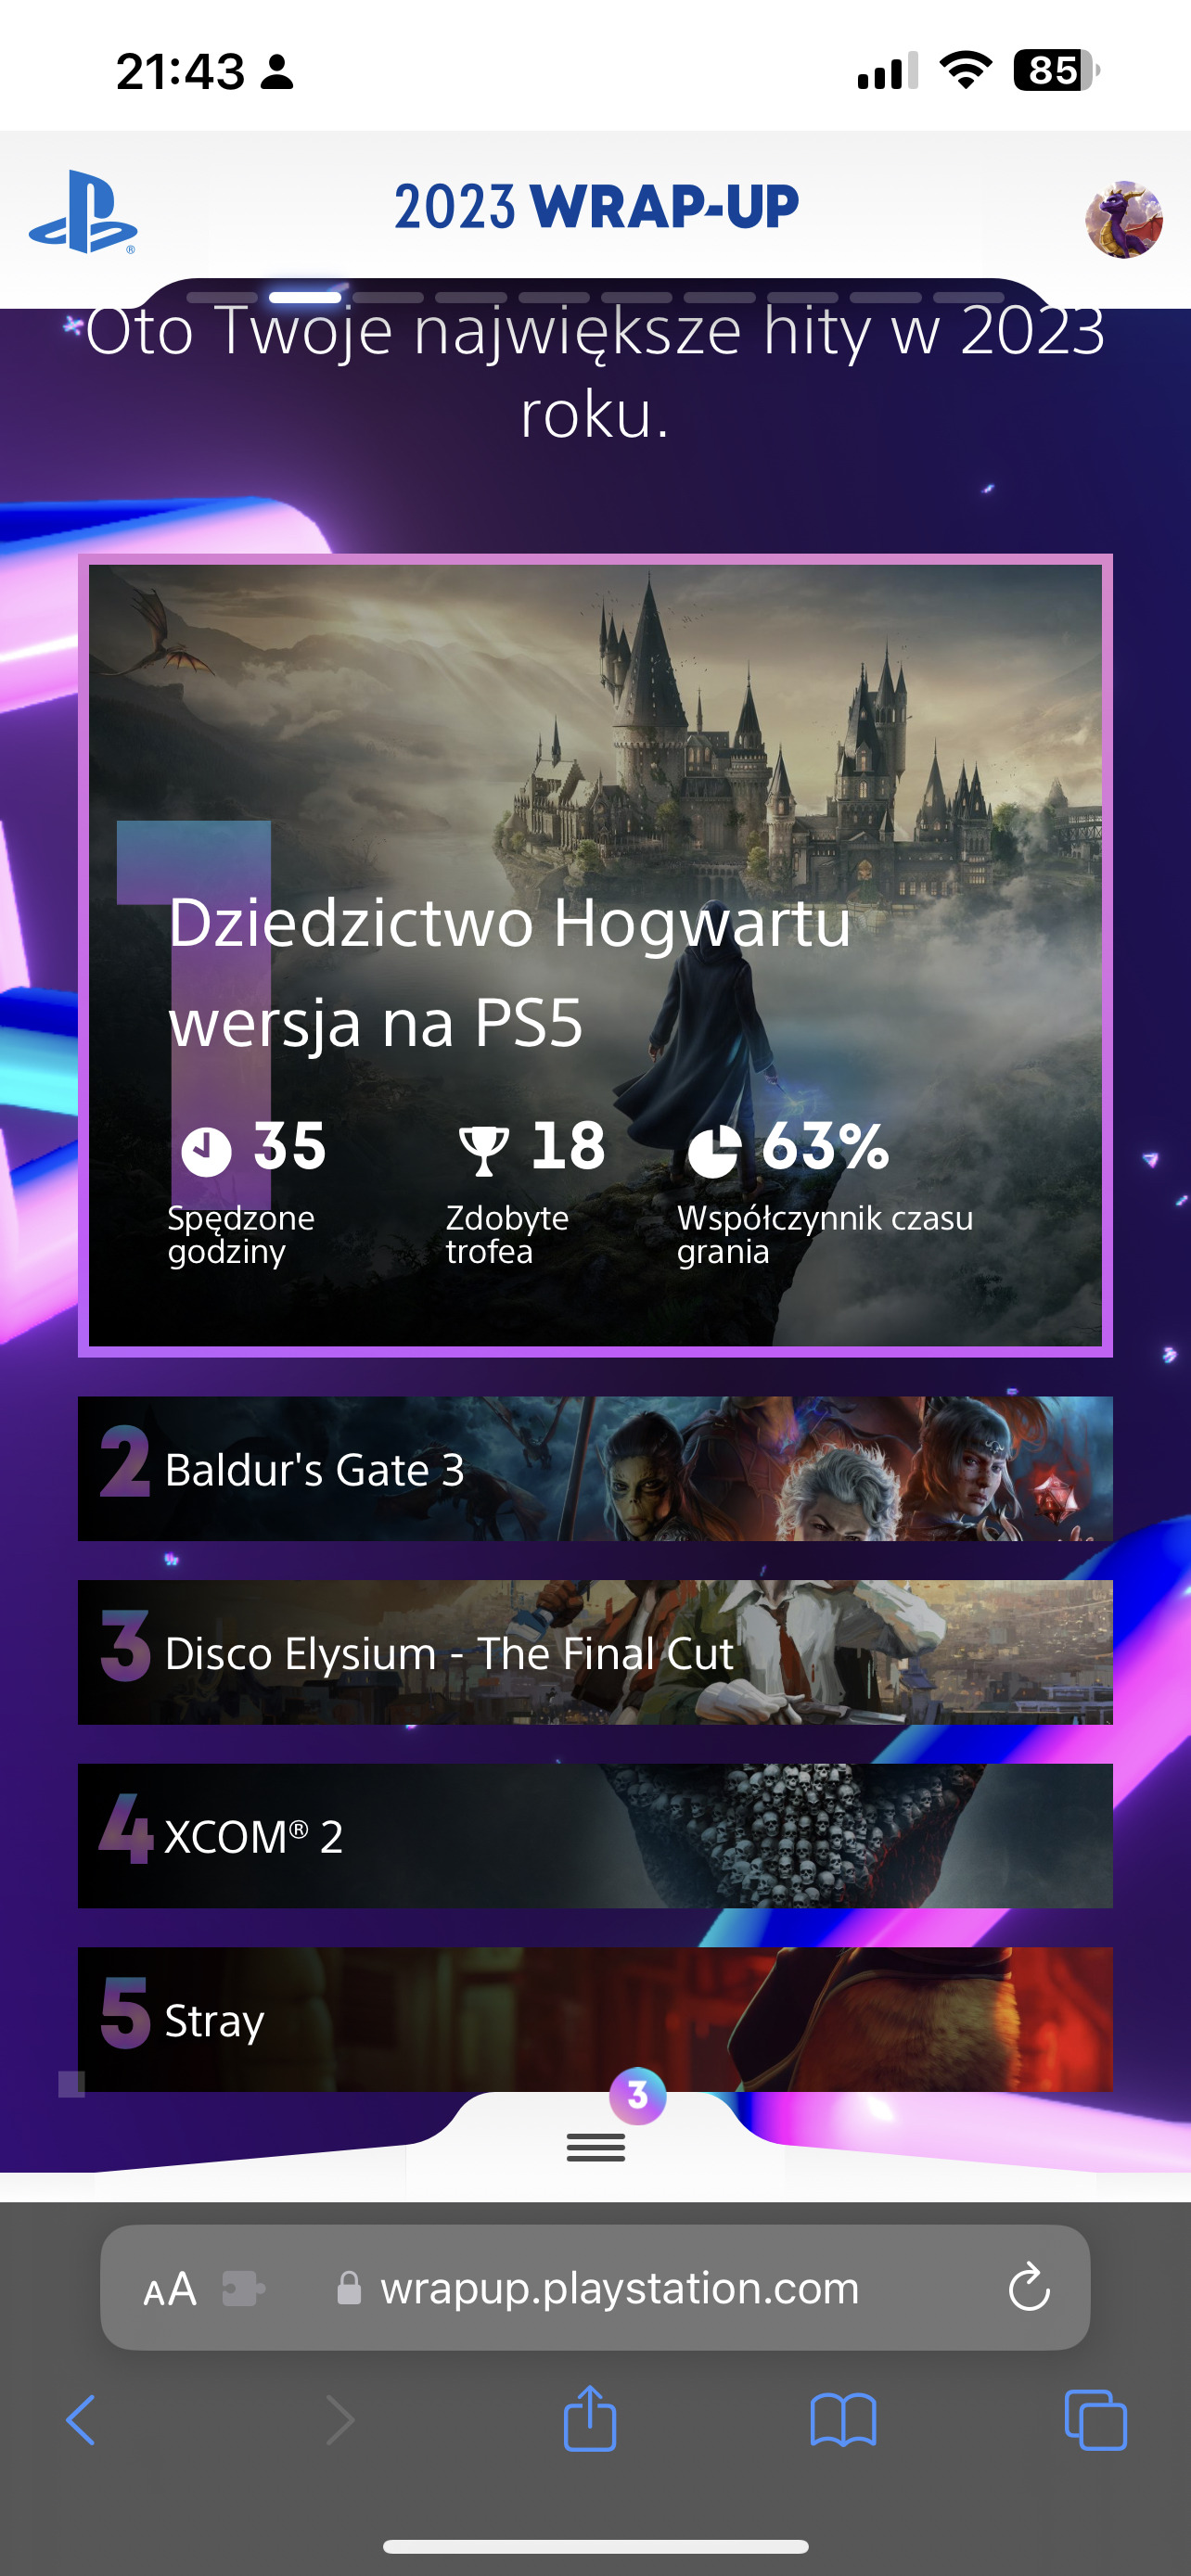 21:43
85
2023 WRAP-UP
Oto Twoje największe hity w 2023
roku.
1
Dziedzictwo Hogwartu
wersja na PS5
35
18
63%
Spędzone
godziny
Zdobyte
trofea
Współczynnik czasu
grania
2 Baldur's Gate 3
3 Disco Elysium - The Final Cut
4 XCOM® 2
5 Stray
3
AA
wrapup.playstation.com